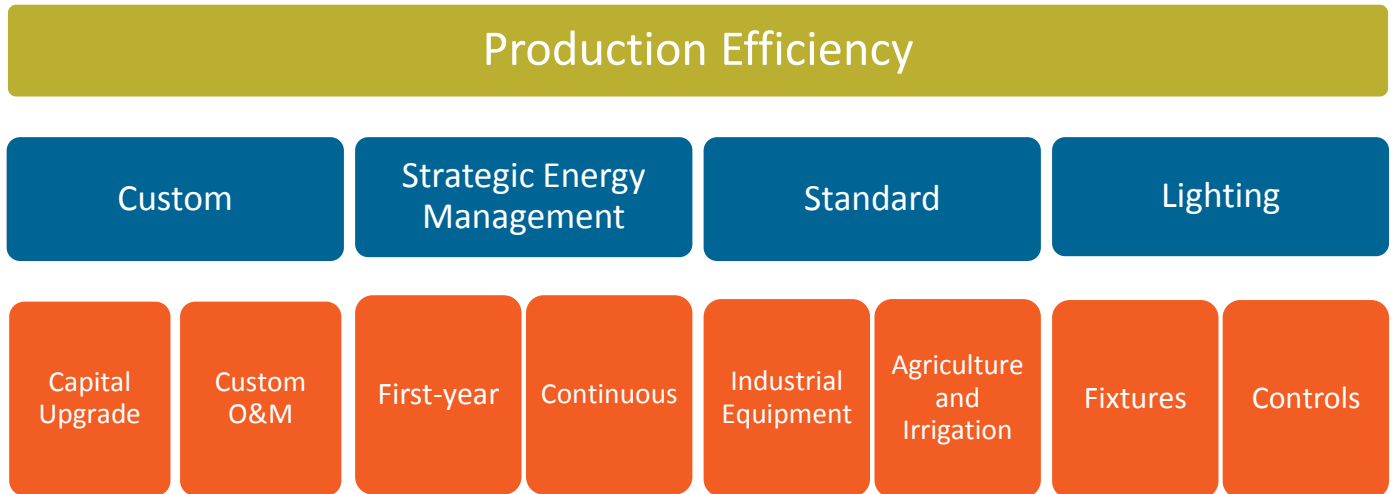 Production Efficiency
Custom
Strategic Energy
Management
Standard
Lighting
Capital
Upgrade
Custom
O&M
First-year
Continuous
Industrial
Equipment
Agriculture
and
Irrigation
Fixtures
Controls